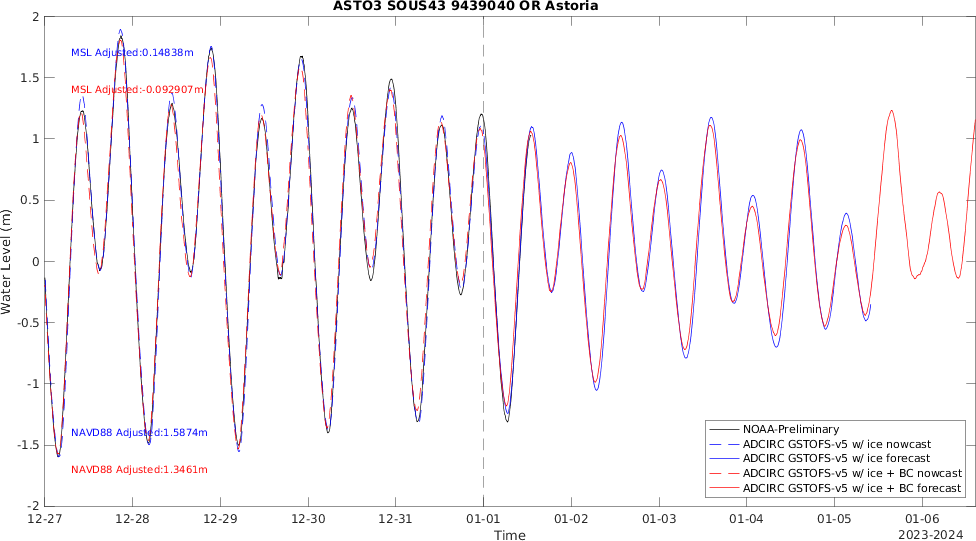 ASTO3 SOUS43 9439040 OR Astoria
2
1.5
1
0.5
0
-0.5
-1
-1.5
-2
Water Level (m)
MSL Adjusted:0.14838m
MSL Adjusted:-0.092907m
NAVD88 Adjusted:1.5874m
NAVD88 Adjusted:1.3461m
NOAA-Preliminary
ADCIRC GSTOFS-v5 w/ ice nowcast
ADCIRC GSTOFS-v5 w/ ice forecast
ADCIRC GSTOFS-v5 w/ ice + BC nowcast
ADCIRC GSTOFS-v5 w/ ice + BC forecast
12-27 12-28 12-29 12-30 12-31 01-01 01-02 01-03 01-04 01-05 01-06
Time
2023-2024